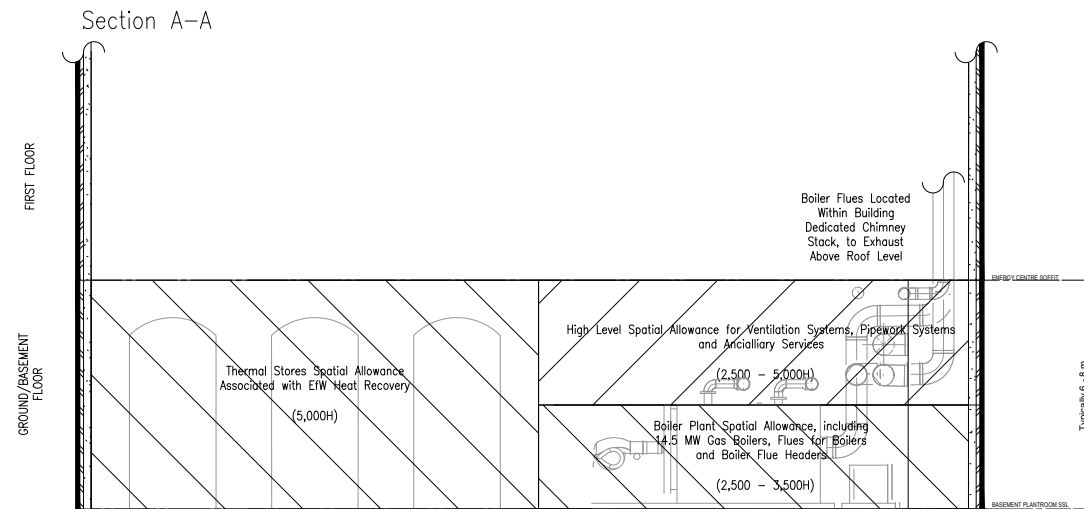 Section A-A
FIRST FLOOR
Boiler Flues Located
Within Building
Dedicated Chimney
Stack, to Exhaust
Above Roof Level
ENERGY CENTRE SOFFIT
GROUND/BASEMENT
FLOOR
Thermal Stores Spatial Allowance
Associated with EfW Heat Recovery
(5,000H)
High Level Spatial Allowance for Ventilation Systems, Pipework Systems
and Ancialliary Services
(2,500 - 5,000H)
Boiler Plant Spatial Allowance, including
14.5 MW Gas Boilers, Flues for Boilers
and Boiler Flue Headers
(2,500 - 3,500H)
Typically 6 - 8 m
BASEMENT PLANTROOM SSL